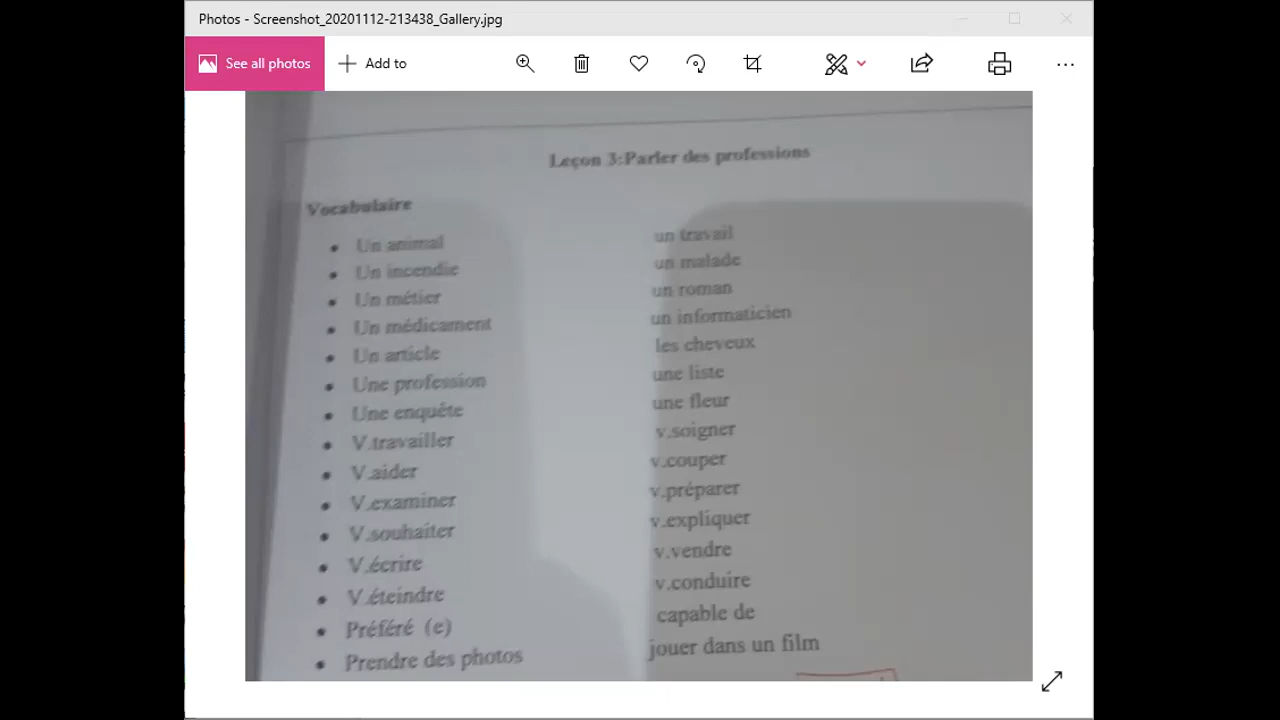 Photos - Screenshot_20201112-213438_Gallery.jpg
See all photos
Add to
Leçon 3:Parler des professions
Vocabulaire
• Un animal un travail
• Un incendie un malade
• Un métier un roman
• Un médicament un informaticien
• Un article les cheveux
• Une profession une liste
• Une enquête une fleur
• V.travailler v.soigner
• V.aider v.couper
• V.examiner v.préparer
• V.souhaiter v.expliquer
• V.écrire v.vendre
• V.éteindre v.conduire
• Préféré (e) capable de
• Prendre des photos jouer dans un film